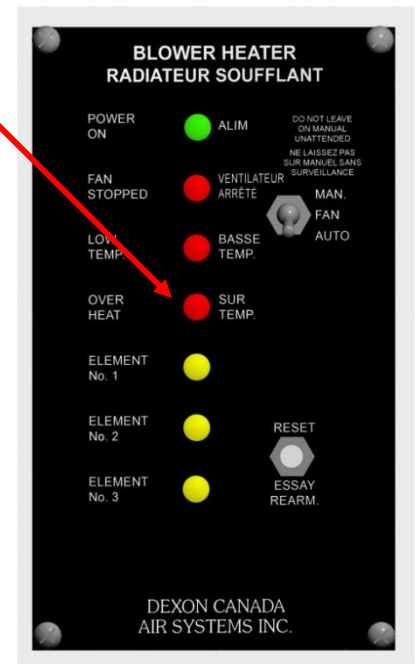 BLOWER HEATER
RADIATEUR SOUFFLANT
POWER
ON
ALIM
DO NOT LEAVE
ON MANUAL
UNATTENDED
NE LAISSEZ PAS
SUR MANUEL SANS
SURVEILLANCE
FAN
STOPPED
VENTILATEUR
ARRÊTÉ
MAN.
FAN
AUTO
LOW
TEMP.
BASSE
TEMP.
OVER
HEAT
SUR
TEMP.
ELEMENT
No. 1
ELEMENT
No. 2
RESET
ELEMENT
No. 3
ESSAY
REARM.
DEXON CANADA
AIR SYSTEMS INC.